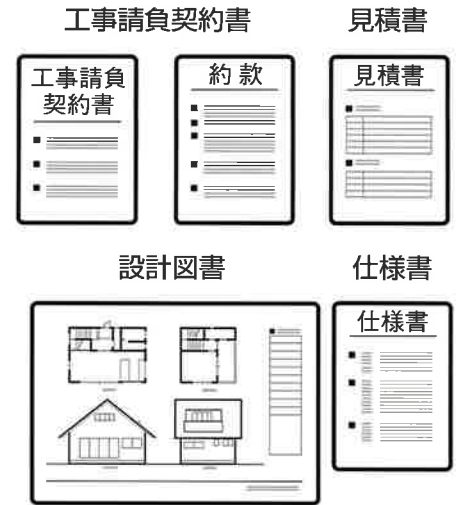 工事請負契約書
見積書
工事請負
契約書
約款
見積書
設計図書
仕様書
仕様書